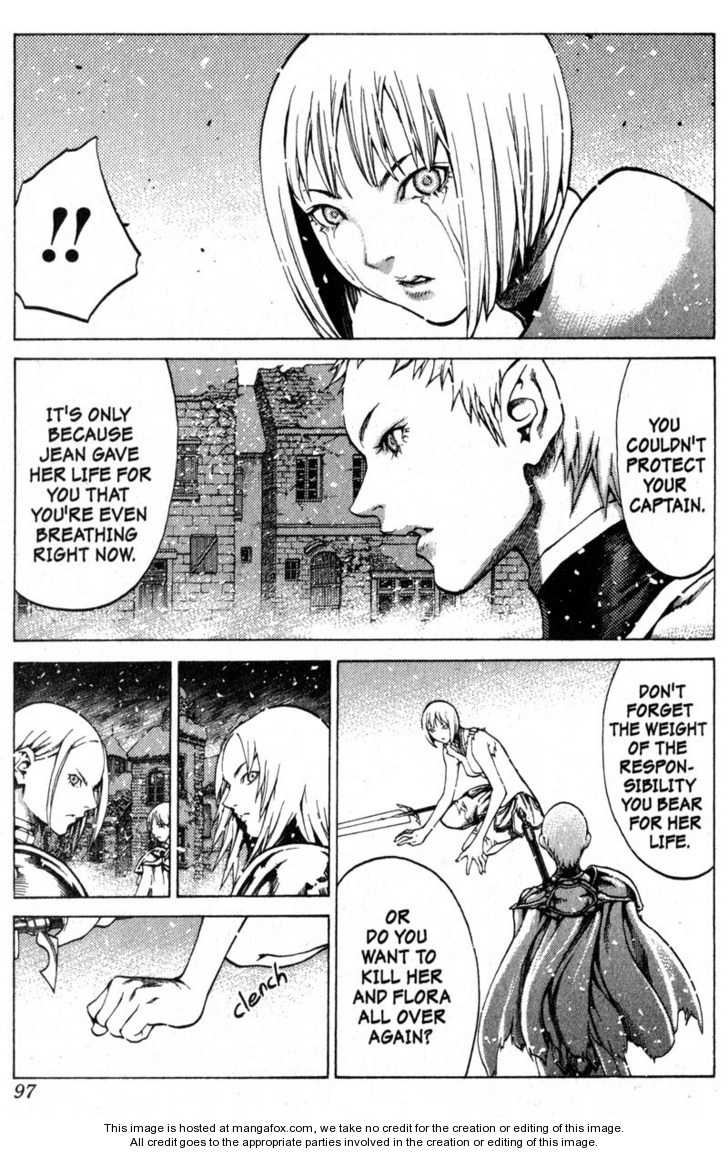 !!
YOU
COULDN'T
PROTECT
YOUR
CAPTAIN.
IT'S ONLY
BECAUSE
JEAN GAVE
HER LIFE FOR
YOU THAT
YOU'RE EVEN
BREATHING
RIGHT NOW.
DON'T
FORGET
THE WEIGHT
OF THE
RESPON-
SIBILITY
YOU BEAR
FOR HER
LIFE.
OR
DO YOU
WANT TO
KILL HER
AND FLORA
ALL OVER
AGAIN?
clench
97
This image is hosted at mangafox.com, we take no credit for the creation or editing of this image.
All credit goes to the appropriate parties involved in the creation or editing of this image.